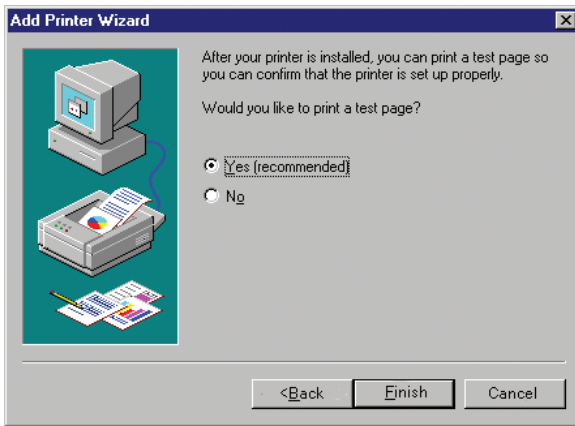 Add Printer Wizard
After your printer is installed, you can print a test page so
you can confirm that the printer is set up properly.
Would you like to print a test page?
Yes (recommended)
No
<Back
Finish
Cancel